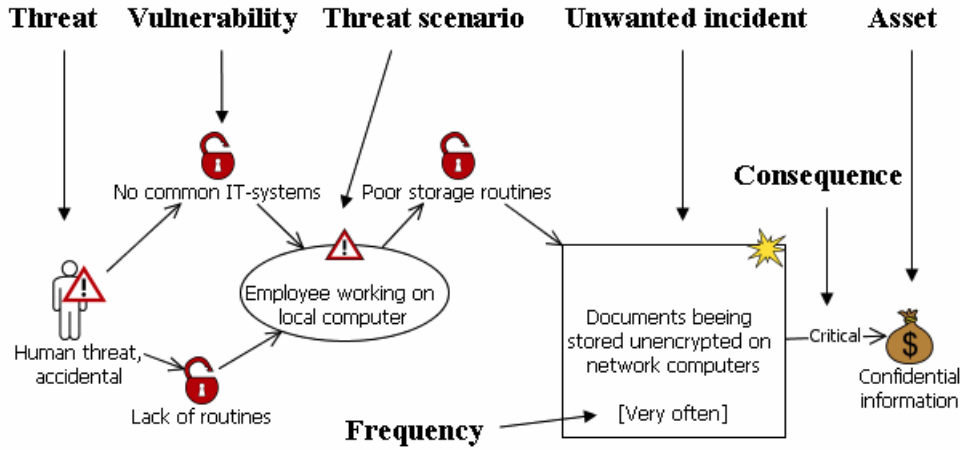 Threat
Vulnerability
Threat scenario
Unwanted incident
Asset
No common IT-systems
Poor storage routines
Consequence
Employee working on
local computer
Documents beeing
stored unencrypted on
network computers
Critical
$
Human threat,
accidental
Confidential
information
Lack of routines
[Very often]
Frequency